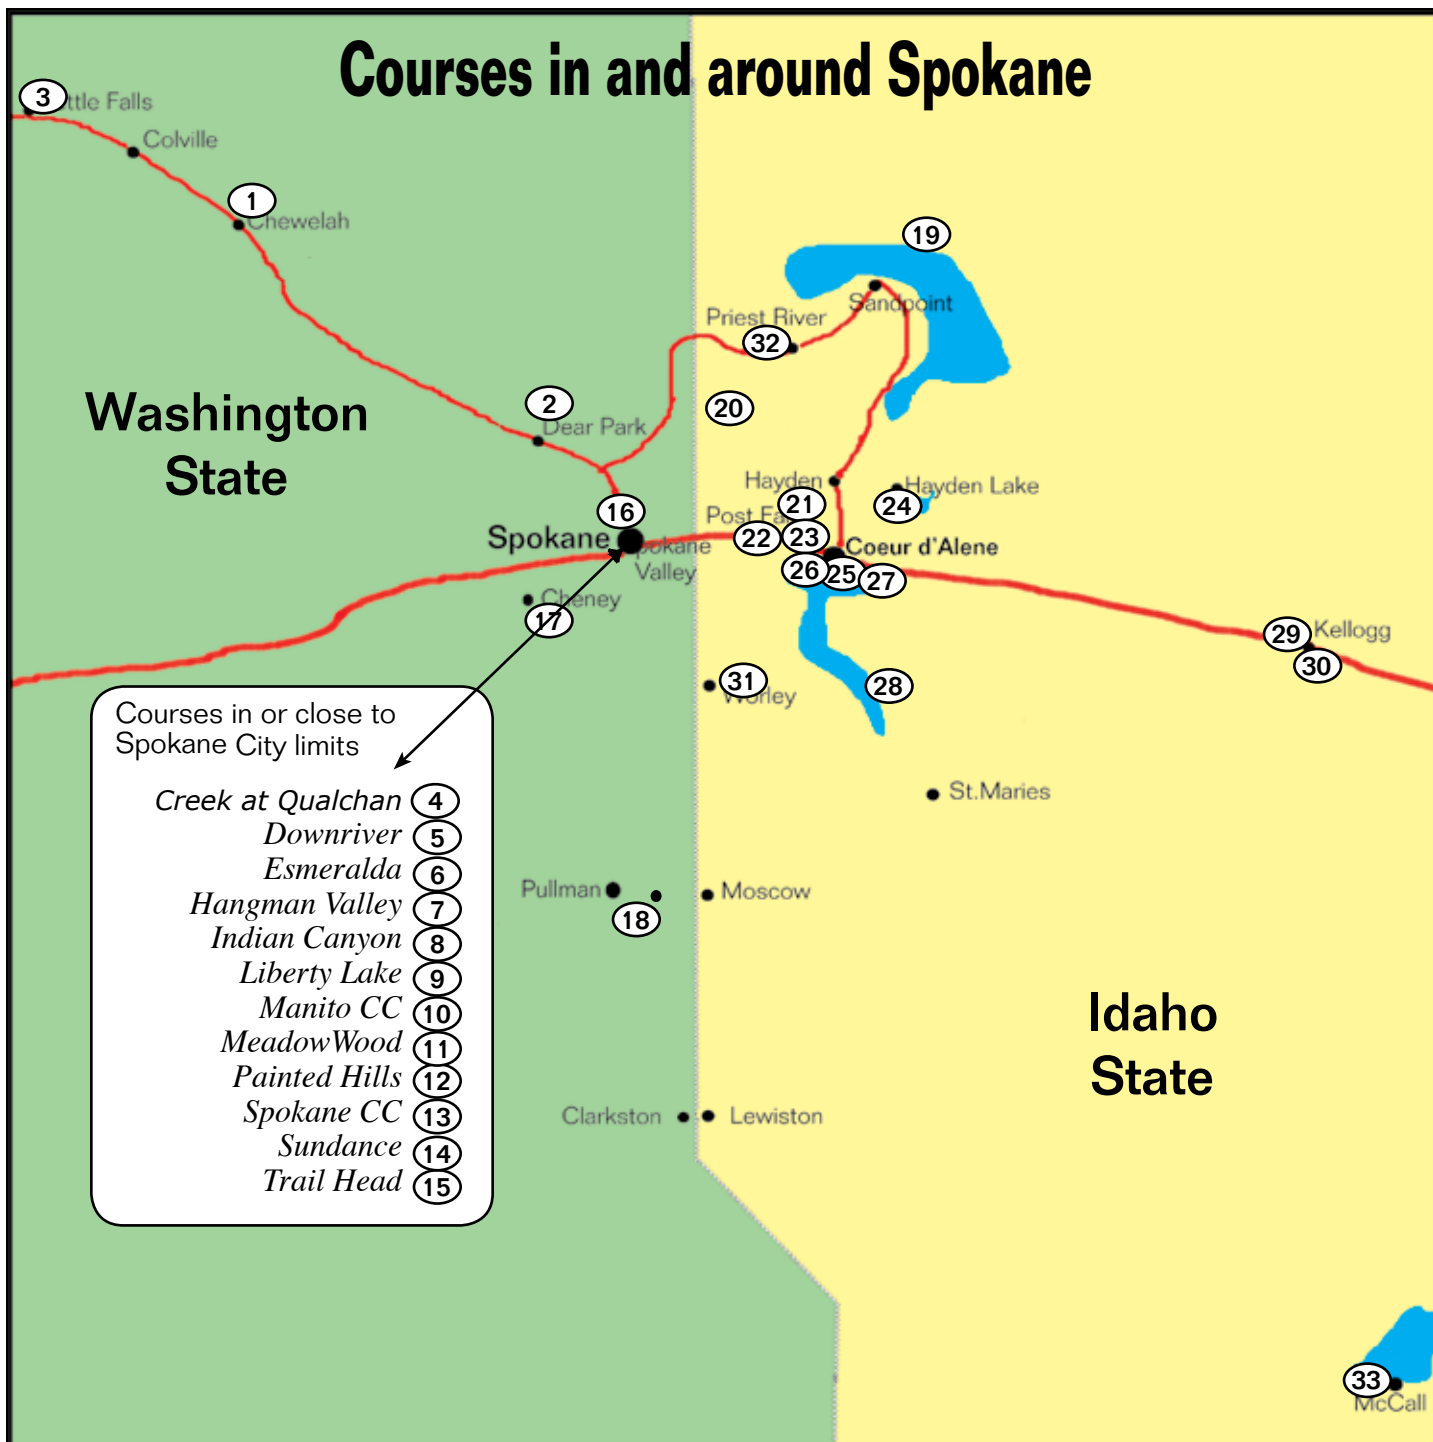 Courses in and around Spokane
3
ttle Falls
Colville
1
Chewelah
19
Sandpoint
Priest River
32
Washington
State
2
Dear Park
20
Hayden
Hayden Lake
24
21
16
Post Fa
22
23
Spokane
pokane
Valley
Coeur d'Alene
26
25
27
Cheney
17
29
Kellogg
30
31
Worley
28
Courses in or close to
Spokane City limits
Creek at Qualchan 4
Downriver 5
Esmeralda 6
Hangman Valley 7
Indian Canyon 8
Liberty Lake 9
Manito CC 10
MeadowWood 11
Painted Hills 12
Spokane CC 13
Sundance 14
Trail Head 15
St.Maries
Pullman
18
Moscow
Idaho
State
Clarkston
Lewiston
33
McCall